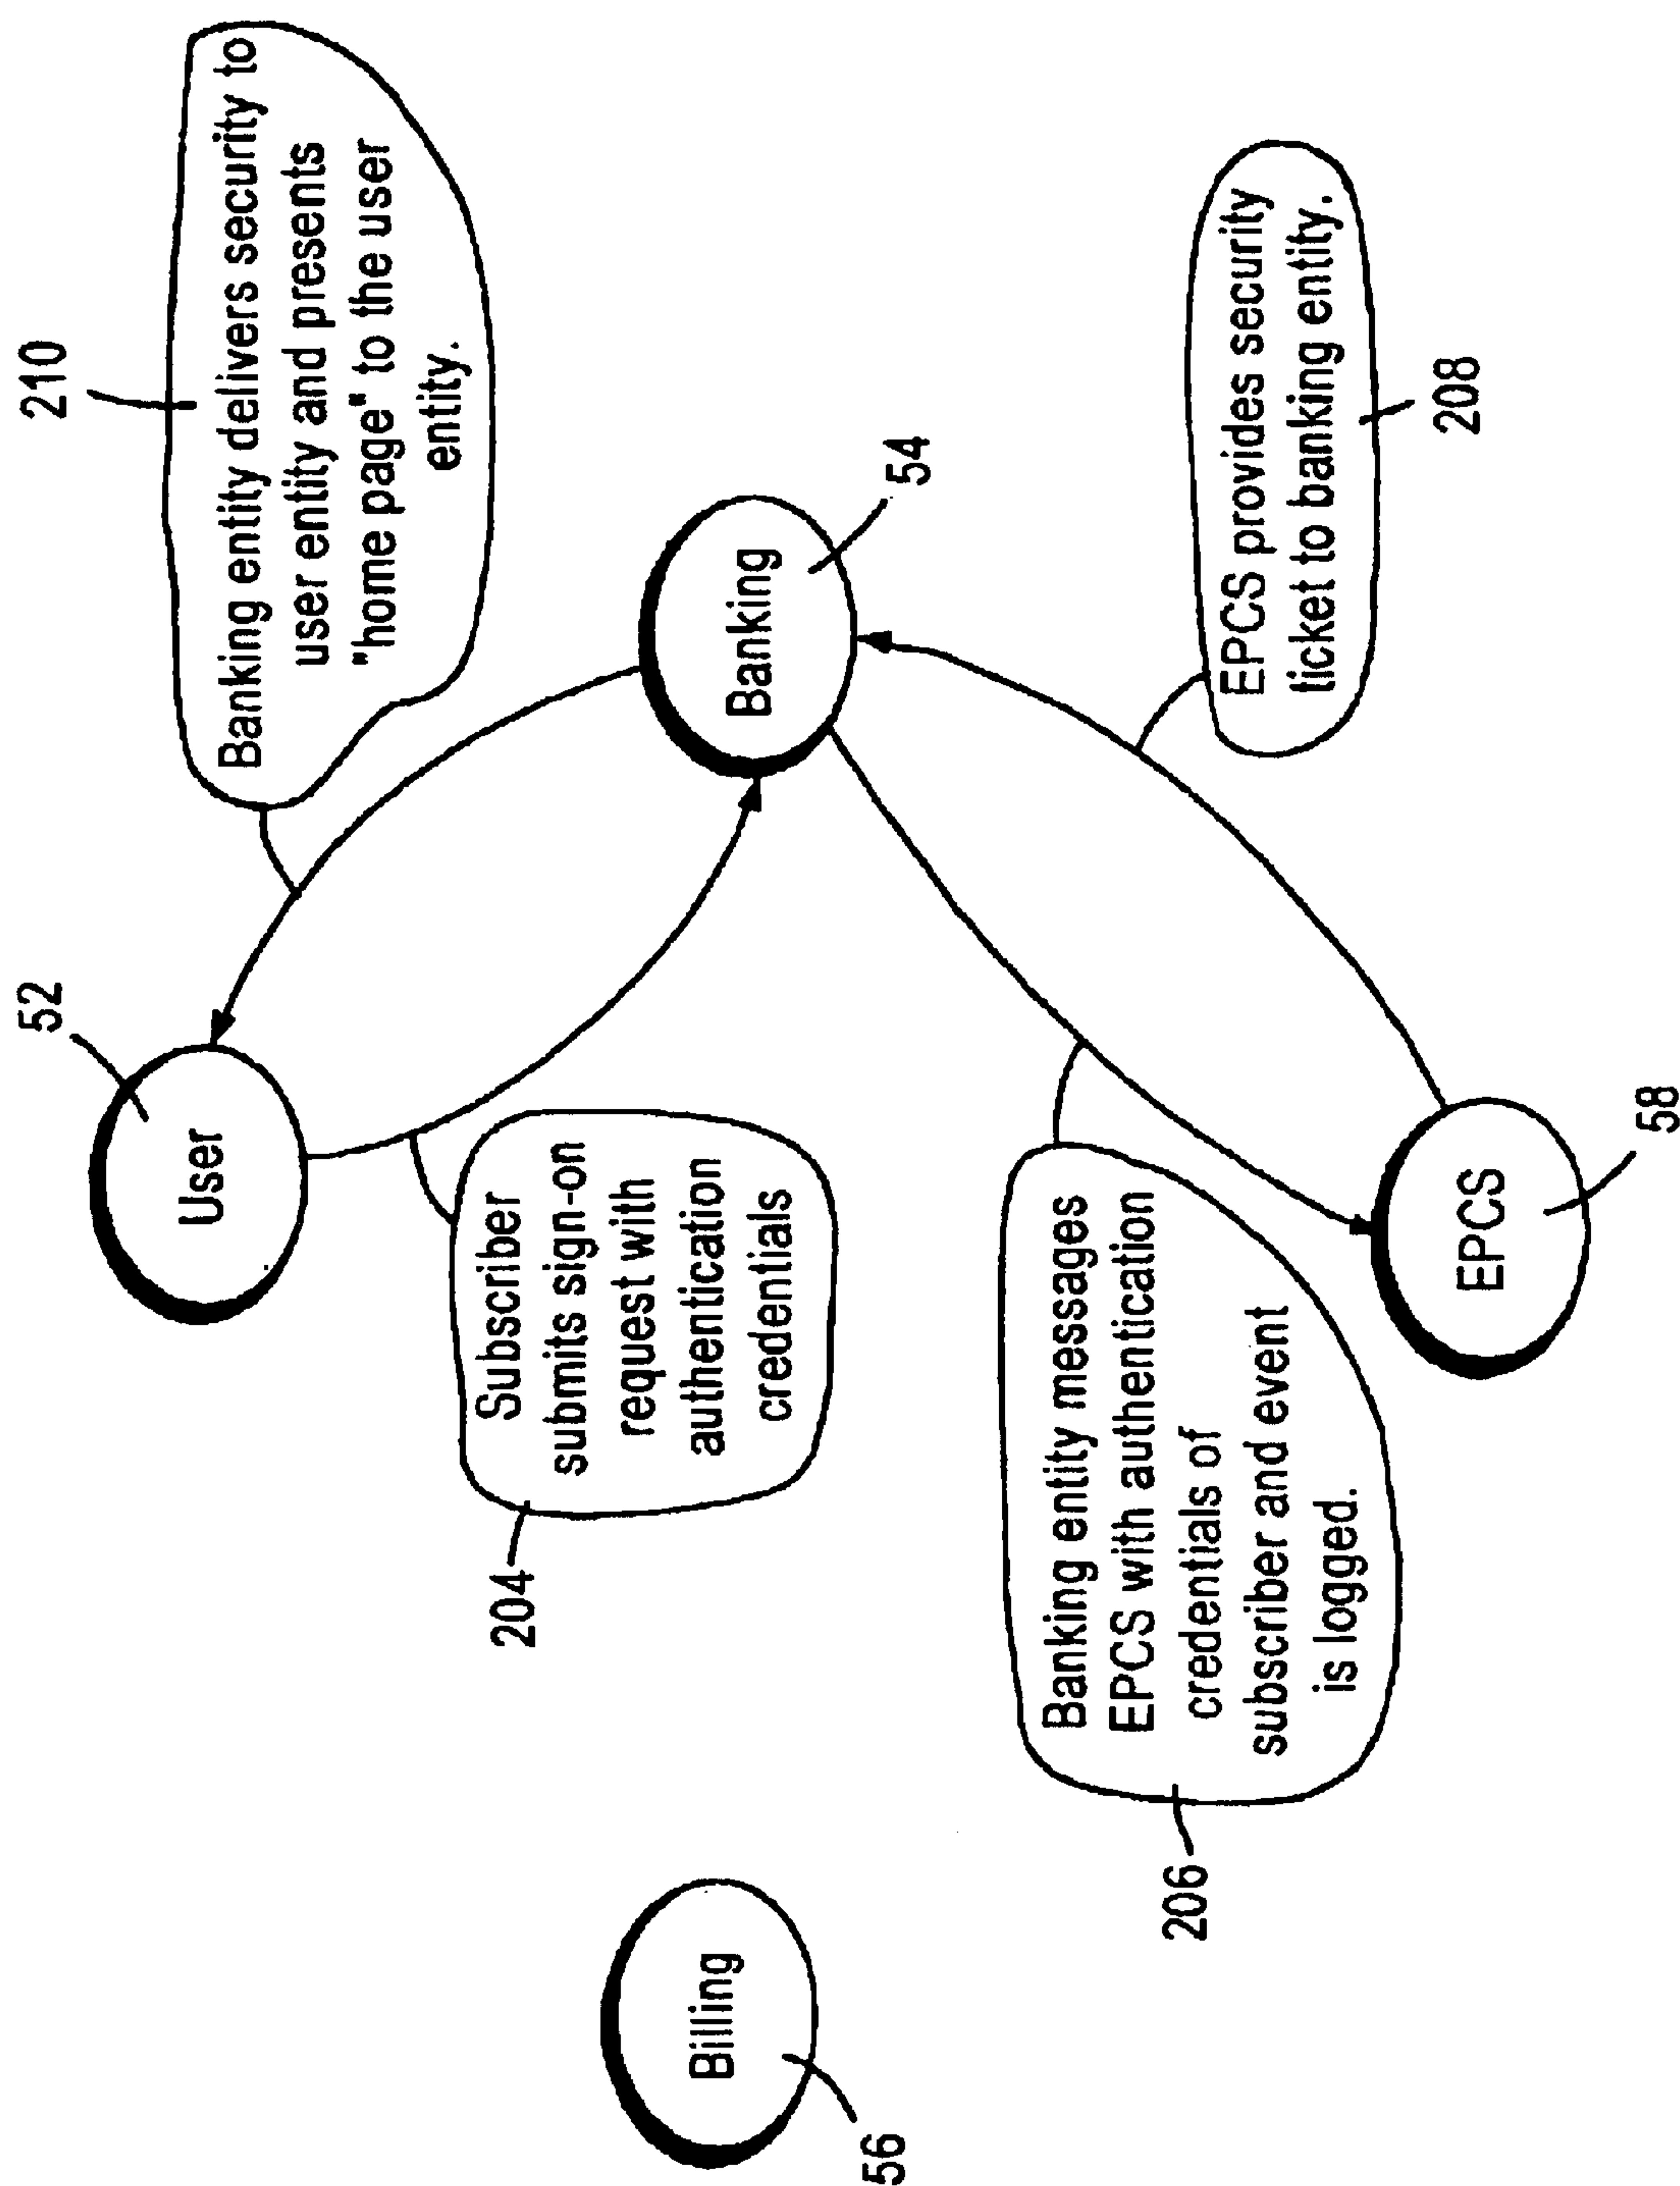 210
Banking entity delivers security to
user entity and presents
"home page" to the user
entity.
52
User
Subscriber
submits sign-on
request with
authentication
credentials
204
Banking
54
Billing
56
Banking entity messages
EPCS with authentication
credentials of
subscriber and event
is logged.
206
EPCS provides security
ticket to banking entity.
208
EPCS
58